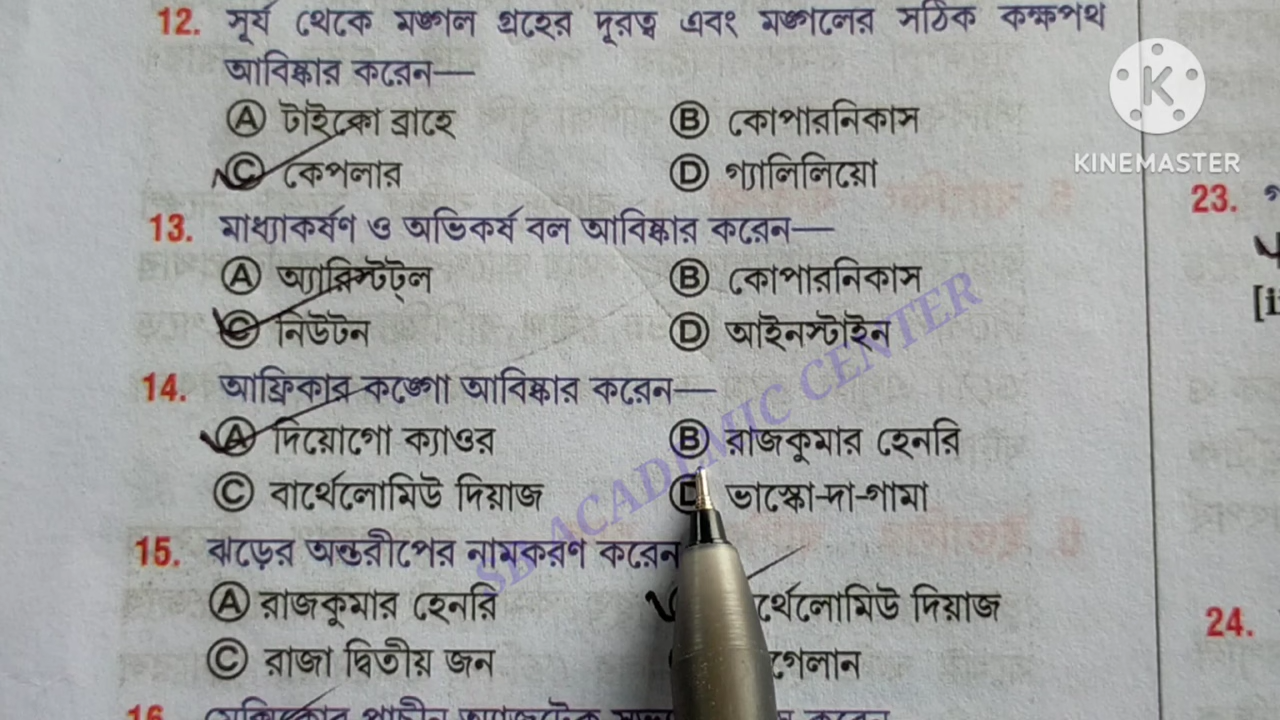 12. সূর্য থেকে মঙ্গল গ্রহের দূরত্ব এবং মঙ্গলের সঠিক কক্ষপথ
আবিষ্কার করেন—
Ⓐ টাইকো ব্রাহে Ⓑ কোপারনিকাস
Ⓒ কেপলার Ⓓ গ্যালিলিয়ো
13. মাধ্যাকর্ষণ ও অভিকর্ষ বল আবিষ্কার করেন—
Ⓐ অ্যারিস্টট্ল Ⓑ কোপারনিকাস
Ⓒ নিউটন Ⓓ আইনস্টাইন
14. আফ্রিকার কঙ্গো আবিষ্কার করেন—
Ⓐ দিয়োগো ক্যাওর Ⓑ রাজকুমার হেনরি
Ⓒ বার্থেলোমিউ দিয়াজ Ⓓ ভাস্কো-দা-গামা
15. ঝড়ের অন্তরীপের নামকরণ করেন
Ⓐ রাজকুমার হেনরি র্থেলোমিউ দিয়াজ
Ⓒ রাজা দ্বিতীয় জন গেলান
16. করেন
KINEMASTER
23.
[i
24.
SB ACADEMIC CENTER